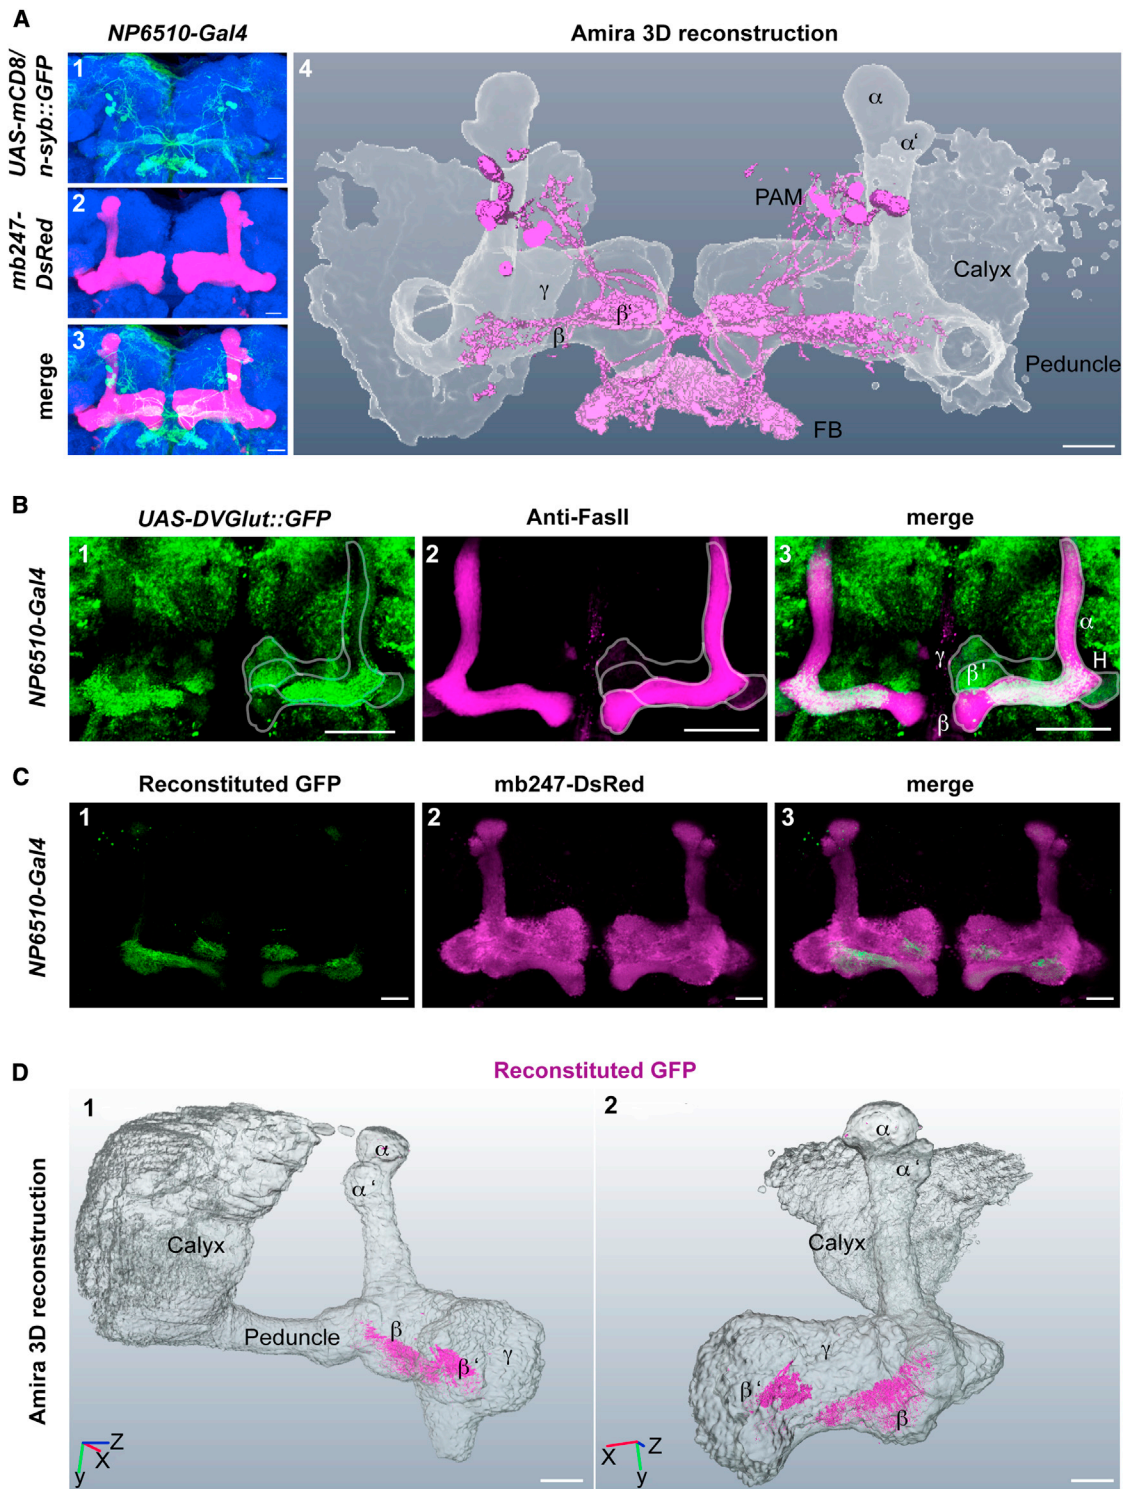 A
NP6510-Gal4
Amira 3D reconstruction
UAS-mCD8/
n-syb::GFP
1
mb247-
DsRed
2
merge
3
4
α
α'
PAM
Calyx
γ
β'
β
Peduncle
FB
B
UAS-DVGlut::GFP
Anti-FasII
merge
NP6510-Gal4
1
2
3
α
γ
H
β'
β
C
Reconstituted GFP
mb247-DsRed
merge
NP6510-Gal4
1
2
3
D
Reconstituted GFP
Amira 3D reconstruction
1
α
α'
Calyx
Peduncle
β
γ
β'
Z
X
y
2
α
α'
Calyx
γ
β'
β
X
Z
y